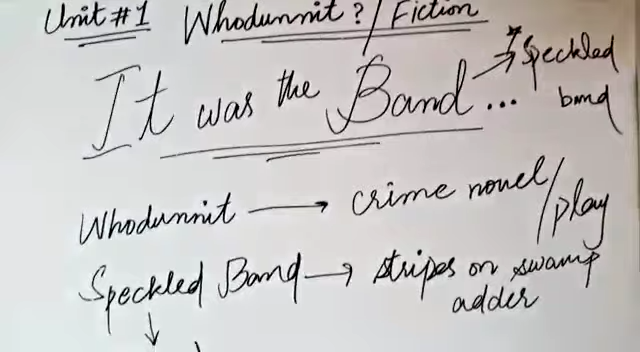 Unit #1 Whodunnit? / Fiction
It was the Band... → * Speckled band
Whodunnit → crime novel / play
Speckled Band → stripes on swamp adder
↓